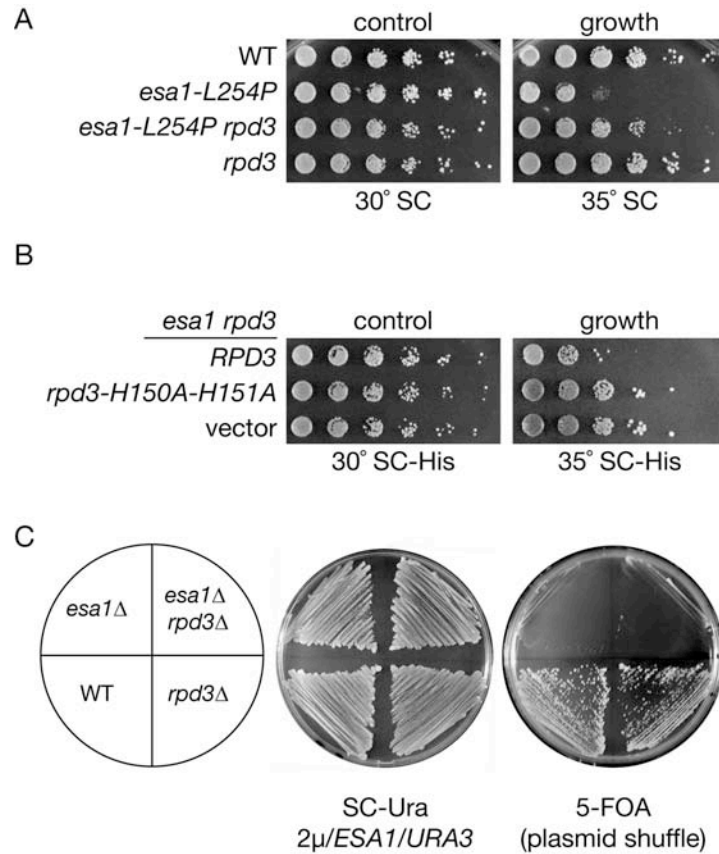 A
control growth
WT
esa1-L254P
esa1-L254P rpd3
rpd3
30° SC 35° SC
B
esa1 rpd3 control growth
RPD3
rpd3-H150A-H151A
vector
30° SC-His 35° SC-His
C
esa1Δ esa1Δ
rpd3Δ
WT rpd3Δ
SC-Ura 5-FOA
2µ/ESA1/URA3 (plasmid shuffle)